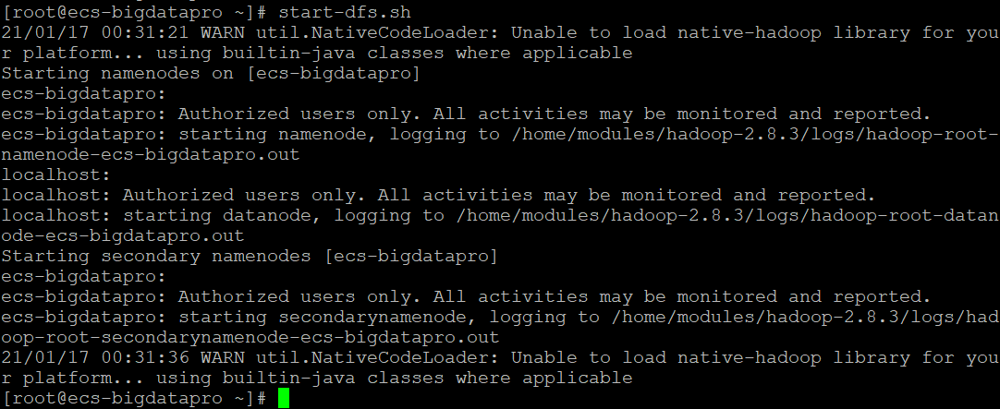 [root@ecs-bigdatapro ~]# start-dfs.sh
21/01/17 00:31:21 WARN util.NativeCodeLoader: Unable to load native-hadoop library for you
r platform... using builtin-java classes where applicable
Starting namenodes on [ecs-bigdatapro]
ecs-bigdatapro:
ecs-bigdatapro: Authorized users only. All activities may be monitored and reported.
ecs-bigdatapro: starting namenode, logging to /home/modules/hadoop-2.8.3/logs/hadoop-root-
namenode-ecs-bigdatapro.out
localhost:
localhost: Authorized users only. All activities may be monitored and reported.
localhost: starting datanode, logging to /home/modules/hadoop-2.8.3/logs/hadoop-root-datan
ode-ecs-bigdatapro.out
Starting secondary namenodes [ecs-bigdatapro]
ecs-bigdatapro:
ecs-bigdatapro: Authorized users only. All activities may be monitored and reported.
ecs-bigdatapro: starting secondarynamenode, logging to /home/modules/hadoop-2.8.3/logs/had
oop-root-secondarynamenode-ecs-bigdatapro.out
21/01/17 00:31:36 WARN util.NativeCodeLoader: Unable to load native-hadoop library for you
r platform... using builtin-java classes where applicable
[root@ecs-bigdatapro ~]#